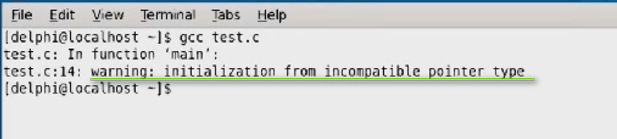 File Edit View Terminal Tabs Help
[delphi@localhost ~]$ gcc test.c
test.c: In function ‘main’:
test.c:14: warning: initialization from incompatible pointer type
[delphi@localhost ~]$